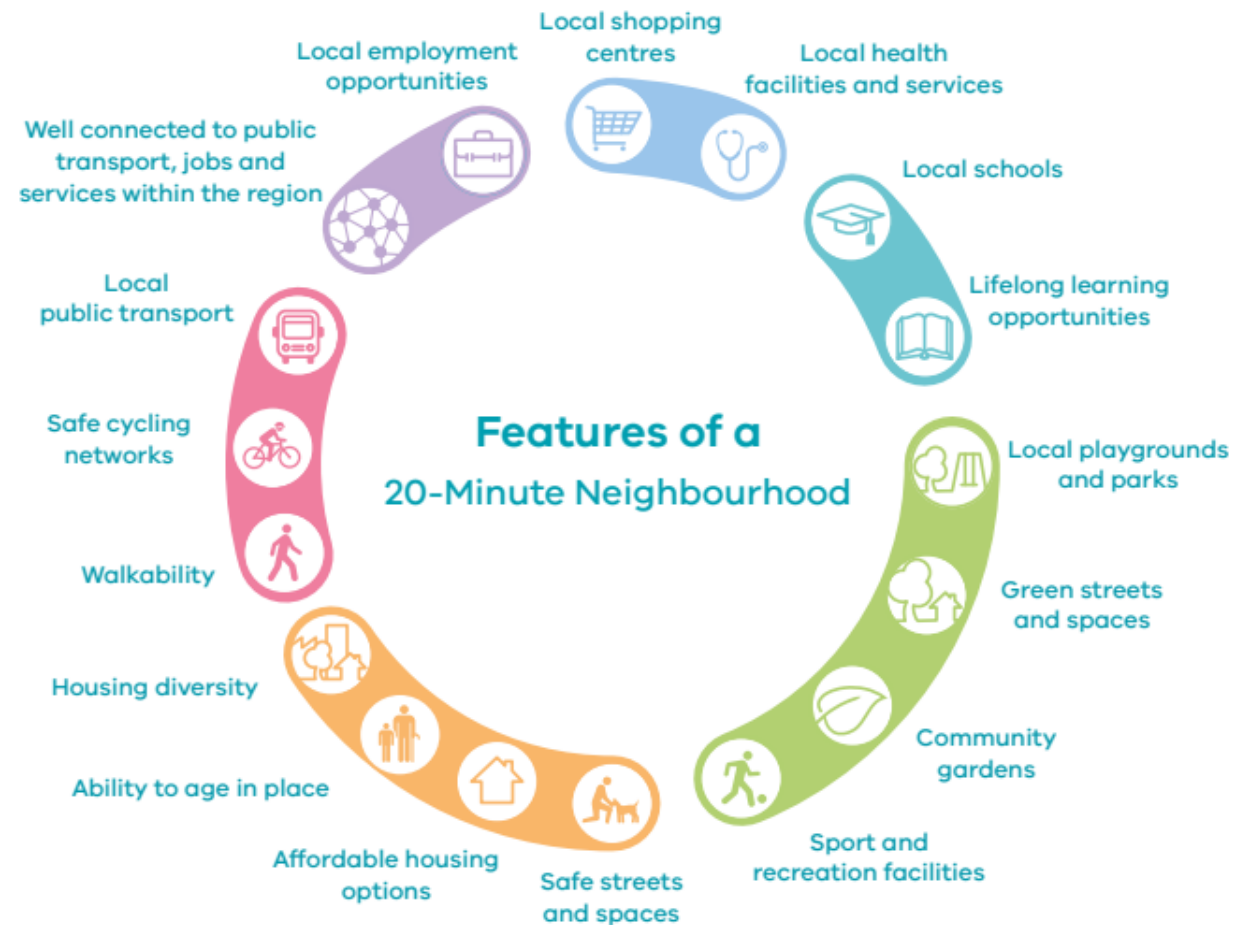 Local shopping
centres
Local health
facilities and services
Local schools
Lifelong learning
opportunities
Local playgrounds
and parks
Green streets
and spaces
Community
gardens
Sport and
recreation facilities
Safe streets
and spaces
Affordable housing
options
Ability to age in place
Housing diversity
Walkability
Safe cycling
networks
Local
public transport
Well connected to public
transport, jobs and
services within the region
Local employment
opportunities
Features of a
20-Minute Neighbourhood